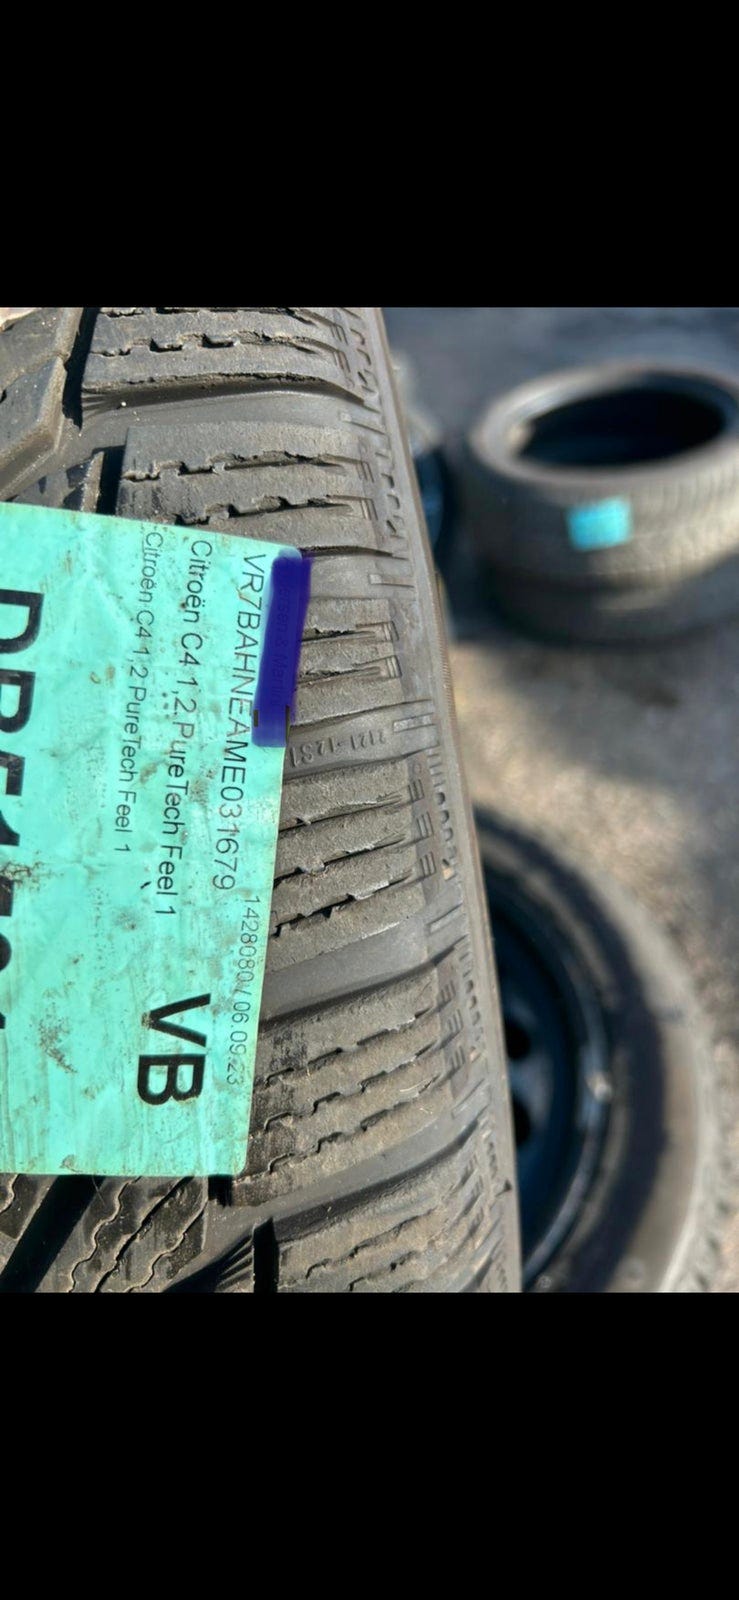 VR7BAHNEAME031679 1428080 / 06.09.23
Citroën C4 1,2 PureTech Feel 1
Citroën C4 1,2 PureTech Feel 1
VB